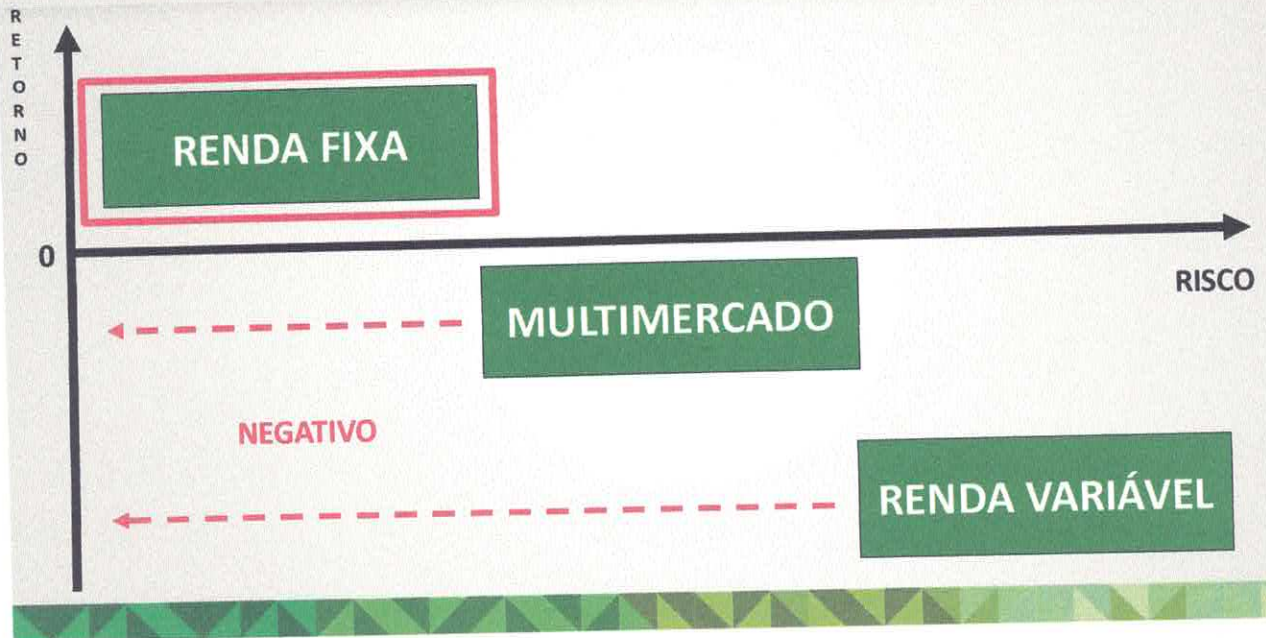 RETORNO
RENDA FIXA
0
RISCO
MULTIMERCADO
NEGATIVO
RENDA VARIÁVEL